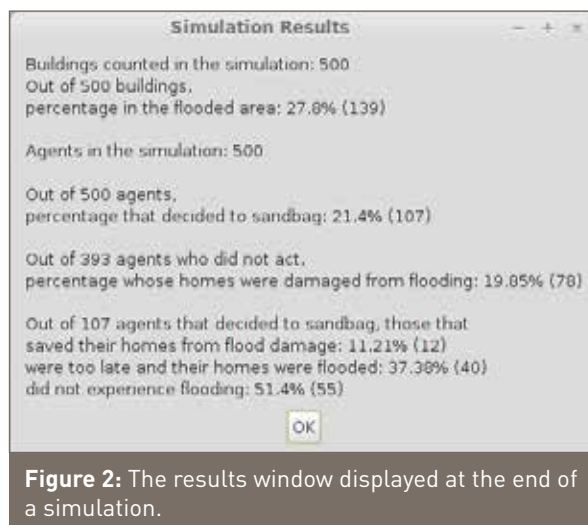 Simulation Results
Buildings counted in the simulation: 500
Out of 500 buildings,
percentage in the flooded area: 27.8% (139)
Agents in the simulation: 500
Out of 500 agents,
percentage that decided to sandbag: 21.4% (107)
Out of 393 agents who did not act,
percentage whose homes were damaged from flooding: 19.85% (78)
Out of 107 agents that decided to sandbag, those that
saved their homes from flood damage: 11.21% (12)
were too late and their homes were flooded: 37.38% (40)
did not experience flooding: 51.4% (55)
OK
Figure 2: The results window displayed at the end of
a simulation.